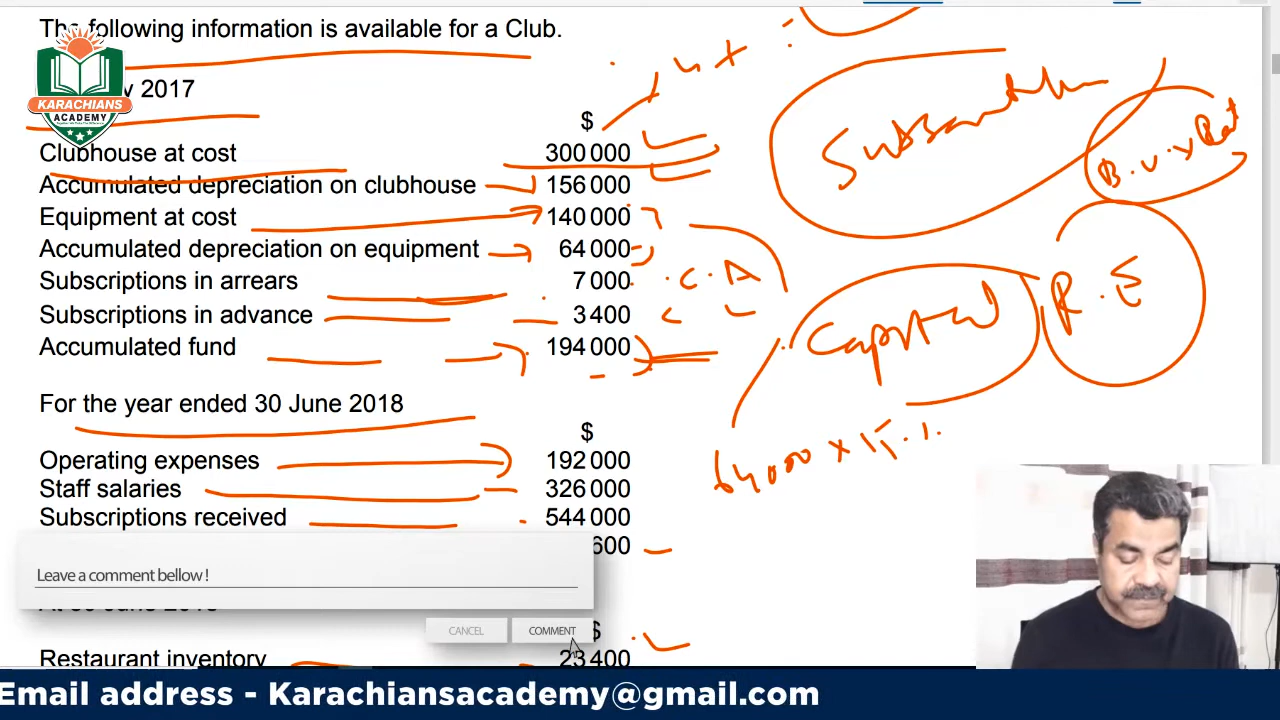 The following information is available for a Club.
KARACHIANS
ACADEMY
y 2017
$
Clubhouse at cost 300 000
Accumulated depreciation on clubhouse 156 000
Equipment at cost 140 000
Accumulated depreciation on equipment 64 000
Subscriptions in arrears 7 000
Subscriptions in advance 3 400
Accumulated fund 194 000
C.A
Capital
R.E
64000 x 15
For the year ended 30 June 2018
$
Operating expenses 192 000
Staff salaries 326 000
Subscriptions received 544 000
600
Leave a comment bellow !
CANCEL
COMMENT
$
Restaurant inventory 23 400
Email address - Karachiansacademy@gmail.com